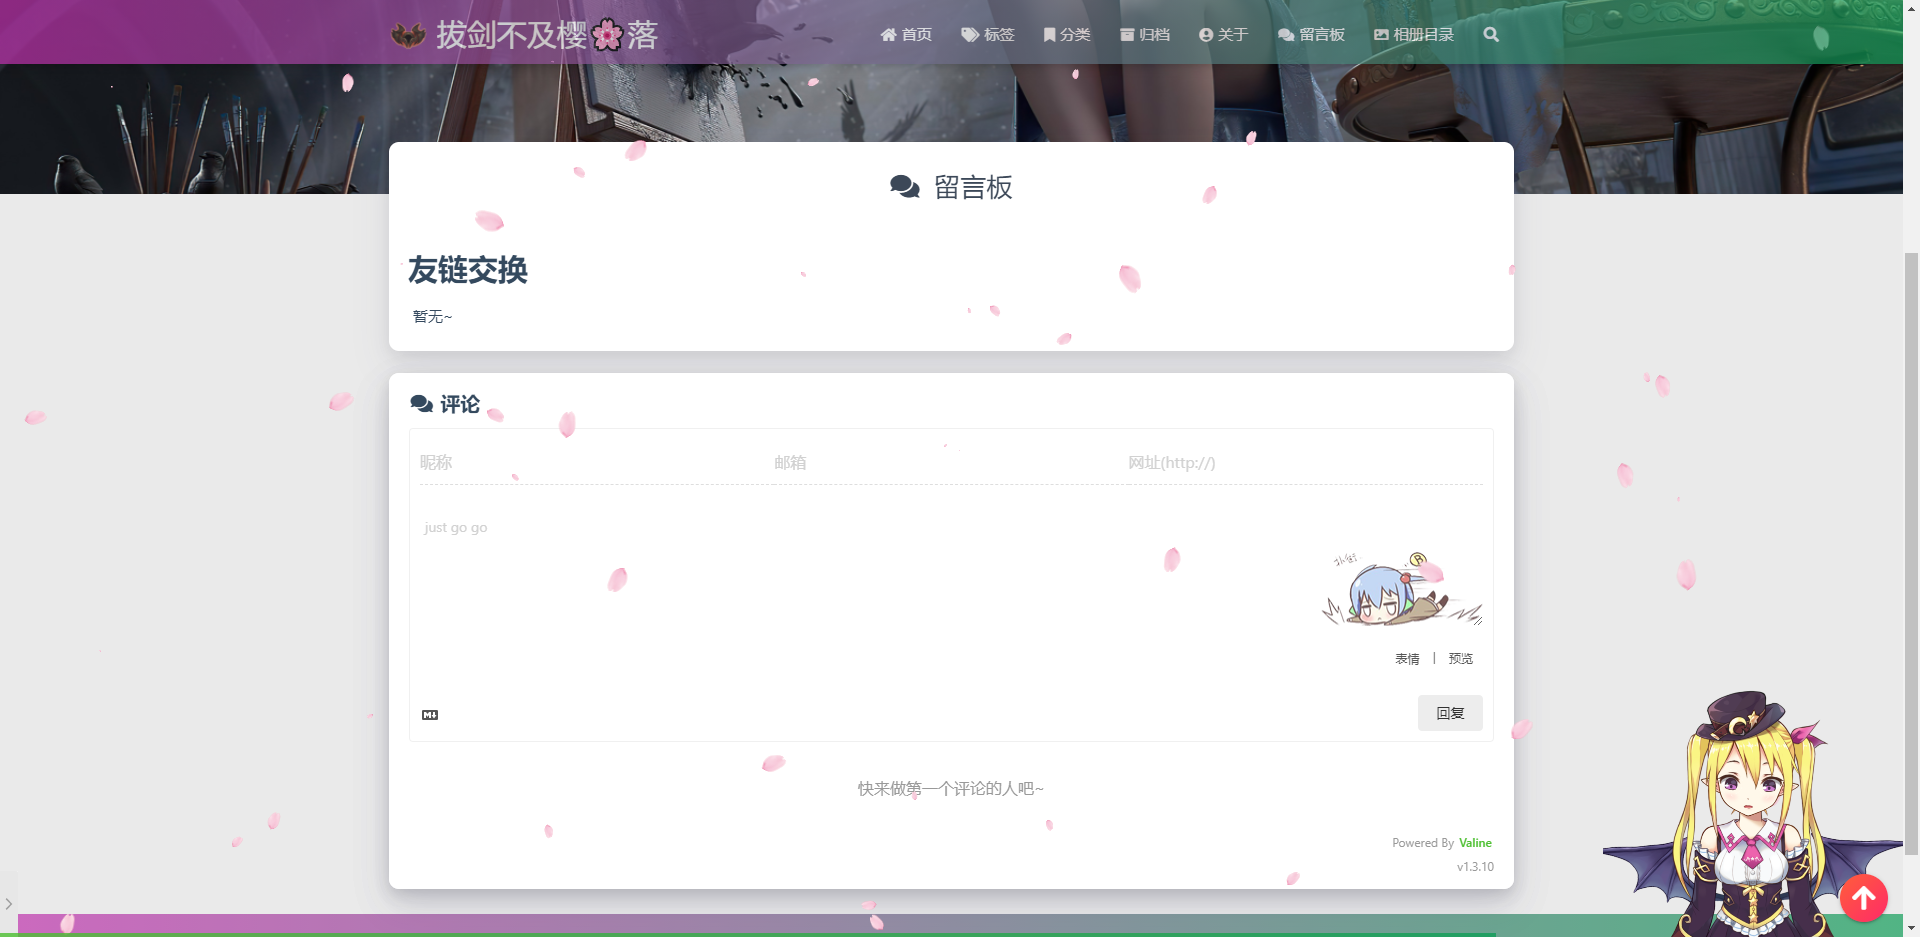 拔剑不及樱🌸落
首页 标签 分类 归档 关于 留言板 相册目录
留言板
友链交换
暂无~
评论
昵称 邮箱 网址(http://)
just go go
表情 | 预览
M↓
回复
快来做第一个评论的人吧~
Powered By Valine
v1.3.10